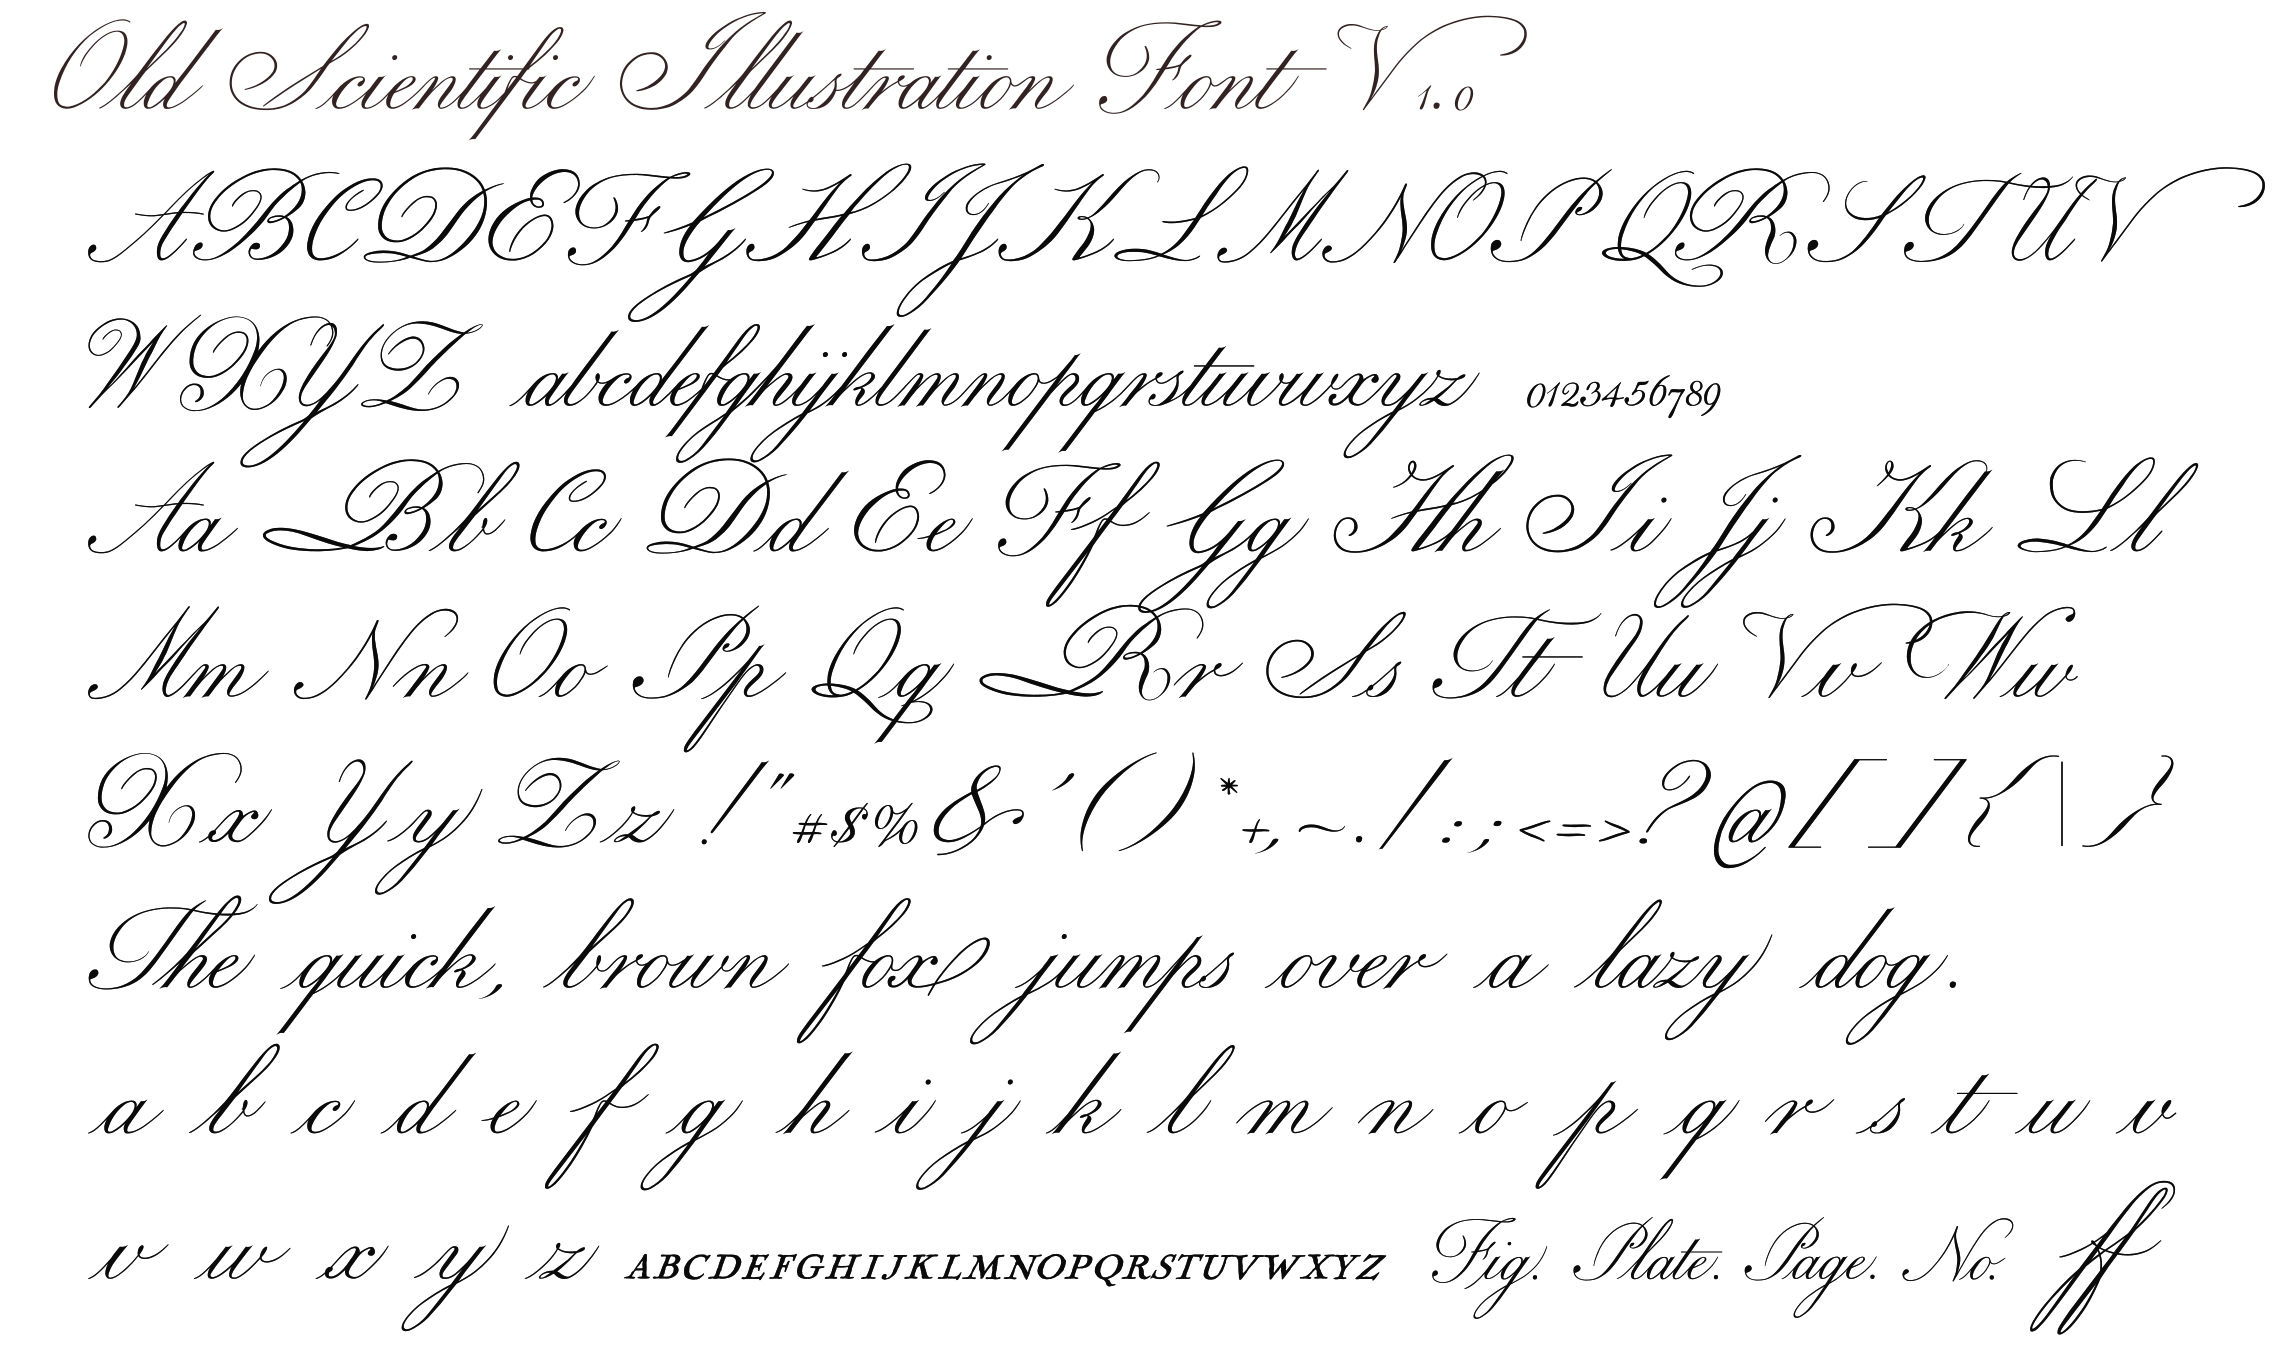 Old Scientific Illustration Font V 1.0
ABCDEFGHIJKLMNOPQRSTUV
WXYZ abcdefghijklmnopqrstuvwxyz 0123456789
Aa Bb Cc Dd Ee Ff Gg Hh Ii Jj Kk Ll
Mm Nn Oo Pp Qq Rr Ss Tt Uu Vv Ww
Xx Yy Zz !"#$%&'()*+,~./:;<=>?@[]{|}
The quick, brown fox jumps over a lazy dog.
a b c d e f g h i j k l m n o p q r s t u v
v w x y z ABCDEFGHIJKLMNOPQRSTUVWXYZ Fig. Plate. Page. No. ff